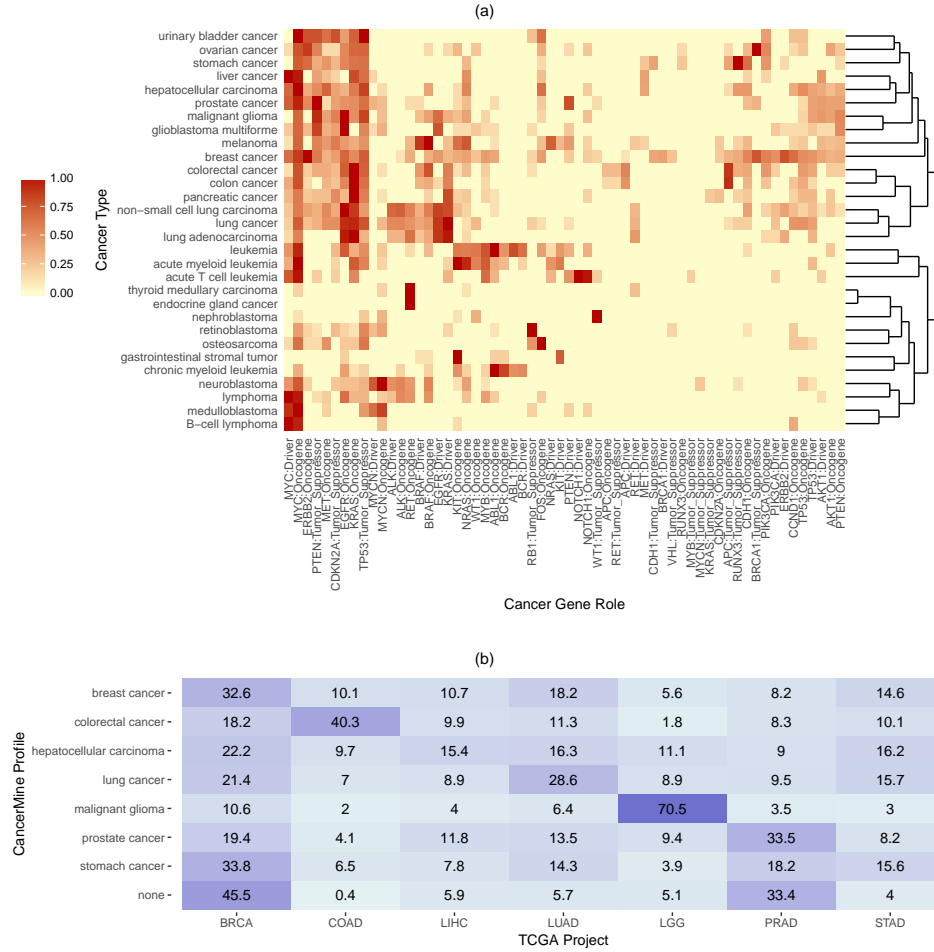 (a)
urinary bladder cancer
ovarian cancer
stomach cancer
liver cancer
hepatocellular carcinoma
prostate cancer
malignant glioma
glioblastoma multiforme
melanoma
breast cancer
colorectal cancer
colon cancer
pancreatic cancer
non−small cell lung carcinoma
lung cancer
lung adenocarcinoma
leukemia
acute myeloid leukemia
acute T cell leukemia
thyroid medullary carcinoma
endocrine gland cancer
nephroblastoma
retinoblastoma
osteosarcoma
gastrointestinal stromal tumor
chronic myeloid leukemia
neuroblastoma
lymphoma
medulloblastoma
B−cell lymphoma
1.00
0.75
0.50
0.25
0.00
Cancer Type
MYC:Driver
MYC:Oncogene
ERBB2:Oncogene
PTEN:Tumor_Suppressor
MET:Oncogene
CDKN2A:Tumor_Suppressor
EGFR:Oncogene
KRAS:Oncogene
TP53:Tumor_Suppressor
MYCN:Driver
MYCN:Oncogene
ALK:Driver
ALK:Oncogene
RET:Oncogene
BRAF:Driver
BRAF:Oncogene
EGFR:Driver
KRAS:Driver
KIT:Oncogene
NRAS:Oncogene
WT1:Oncogene
MYB:Oncogene
ABL1:Oncogene
BCR:Oncogene
ABL1:Driver
BCR:Driver
RB1:Tumor_Suppressor
FOS:Oncogene
NRAS:Driver
KIT:Driver
PTEN:Driver
NOTCH1:Driver
NOTCH1:Oncogene
WT1:Tumor_Suppressor
APC:Oncogene
RET:Tumor_Suppressor
APC:Driver
RET:Driver
MET:Driver
CDH1:Tumor_Suppressor
BRCA1:Driver
VHL:Tumor_Suppressor
RUNX3:Oncogene
MYB:Tumor_Suppressor
MYCN:Tumor_Suppressor
KRAS:Tumor_Suppressor
CDKN2A:Oncogene
APC:Tumor_Suppressor
RUNX3:Tumor_Suppressor
CDH1:Oncogene
BRCA1:Tumor_Suppressor
PIK3CA:Oncogene
PIK3CA:Driver
ERBB2:Driver
CCND1:Oncogene
TP53:Oncogene
TP53:Driver
AKT1:Driver
AKT1:Oncogene
PTEN:Oncogene
Cancer Gene Role
(b)
CancerMine Profile
breast cancer 32.6 10.1 10.7 18.2 5.6 8.2 14.6
colorectal cancer 18.2 40.3 9.9 11.3 1.8 8.3 10.1
hepatocellular carcinoma 22.2 9.7 15.4 16.3 11.1 9 16.2
lung cancer 21.4 7 8.9 28.6 8.9 9.5 15.7
malignant glioma 10.6 2 4 6.4 70.5 3.5 3
prostate cancer 19.4 4.1 11.8 13.5 9.4 33.5 8.2
stomach cancer 33.8 6.5 7.8 14.3 3.9 18.2 15.6
none 45.5 0.4 5.9 5.7 5.1 33.4 4
BRCA COAD LIHC LUAD LGG PRAD STAD
TCGA Project